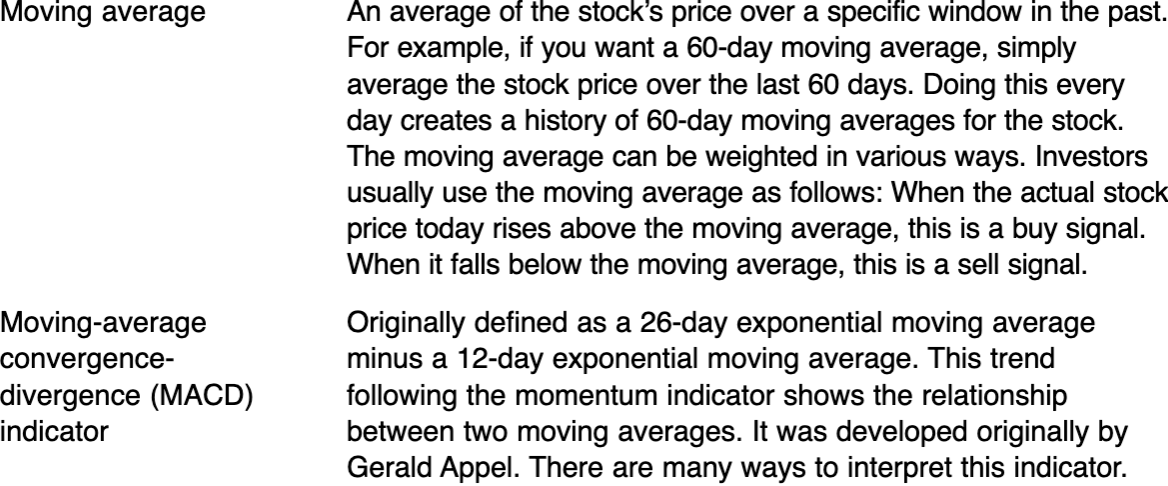 Moving average
An average of the stock's price over a specific window in the past.
For example, if you want a 60-day moving average, simply
average the stock price over the last 60 days. Doing this every
day creates a history of 60-day moving averages for the stock.
The moving average can be weighted in various ways. Investors
usually use the moving average as follows: When the actual stock
price today rises above the moving average, this is a buy signal.
When it falls below the moving average, this is a sell signal.
Moving-average
convergence-
divergence (MACD)
indicator
Originally defined as a 26-day exponential moving average
minus a 12-day exponential moving average. This trend
following the momentum indicator shows the relationship
between two moving averages. It was developed originally by
Gerald Appel. There are many ways to interpret this indicator.